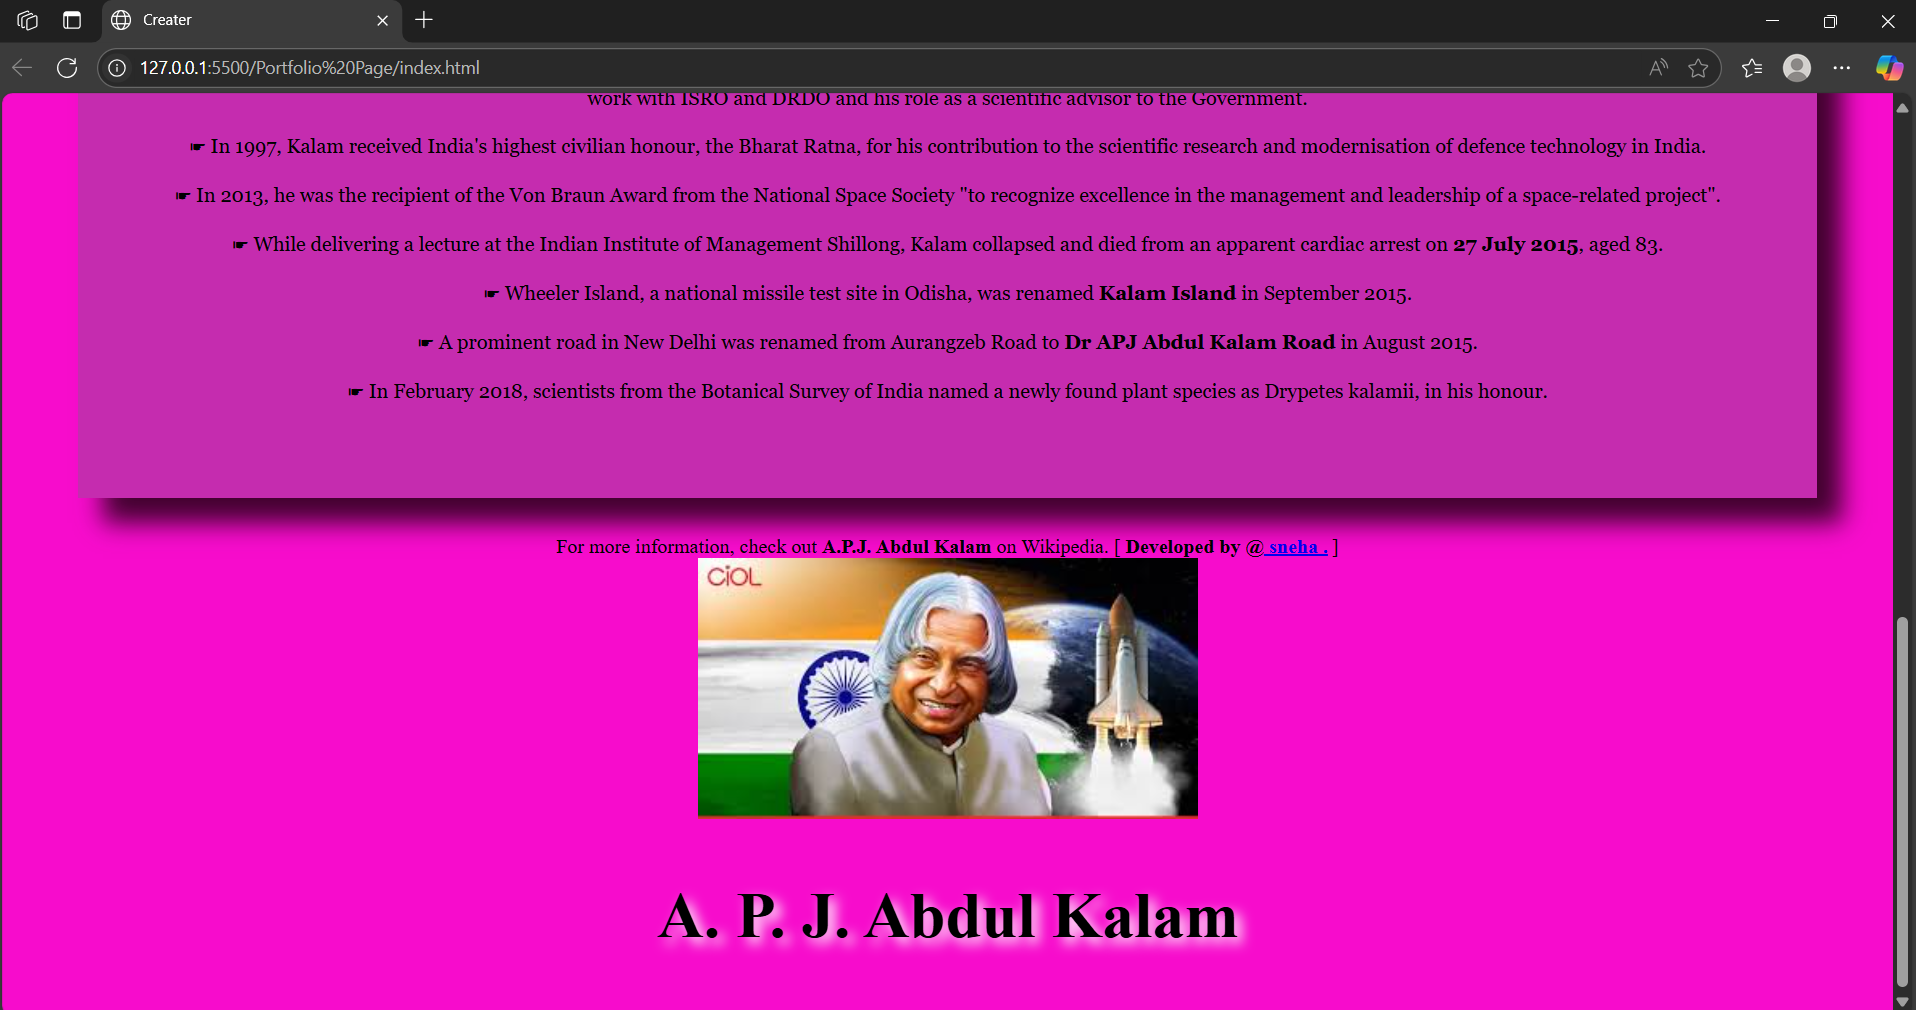 Creater
127.0.0.1:5500/Portfolio%20Page/index.html
work with ISRO and DRDO and his role as a scientific advisor to the Government.
☛ In 1997, Kalam received India's highest civilian honour, the Bharat Ratna, for his contribution to the scientific research and modernisation of defence technology in India.
☛ In 2013, he was the recipient of the Von Braun Award from the National Space Society "to recognize excellence in the management and leadership of a space-related project".
☛ While delivering a lecture at the Indian Institute of Management Shillong, Kalam collapsed and died from an apparent cardiac arrest on 27 July 2015, aged 83.
☛ Wheeler Island, a national missile test site in Odisha, was renamed Kalam Island in September 2015.
☛ A prominent road in New Delhi was renamed from Aurangzeb Road to Dr APJ Abdul Kalam Road in August 2015.
☛ In February 2018, scientists from the Botanical Survey of India named a newly found plant species as Drypetes kalamii, in his honour.
For more information, check out A.P.J. Abdul Kalam on Wikipedia. [ Developed by @ sneha . ]
CiOL
A. P. J. Abdul Kalam